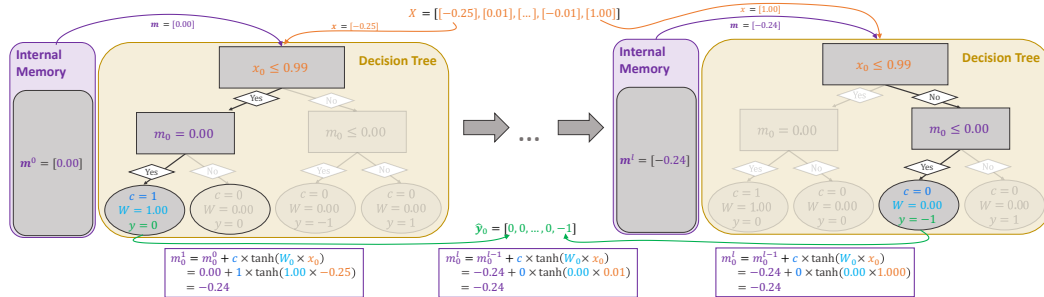 X = [[−0.25], [0.01], [...], [−0.01], [1.00]]
m = [0.00]
x = [−0.25]
x = [1.00]
m = [−0.24]
Internal Memory
Decision Tree
x₀ ≤ 0.99
Yes
No
m₀ = 0.00
m₀ ≤ 0.00
m⁰ = [0.00]
Yes
No
Yes
No
c = 1
W = 1.00
y = 0
c = 0
W = 0.00
y = 0
c = 0
W = 0.00
y = −1
c = 0
W = 0.00
y = 1
...
Internal Memory
Decision Tree
x₀ ≤ 0.99
Yes
No
m₀ = 0.00
m₀ ≤ 0.00
mˡ = [−0.24]
Yes
No
Yes
No
c = 1
W = 1.00
y = 0
c = 0
W = 0.00
y = 0
c = 0
W = 0.00
y = −1
c = 0
W = 0.00
y = 1
ŷ₀ = [0, 0, ..., 0, −1]
m₀¹ = m₀⁰ + c × tanh(W₀ × x₀)
= 0.00 + 1 × tanh(1.00 × −0.25)
= −0.24
m₀ˡ = m₀ˡ⁻¹ + c × tanh(W₀ × x₀)
= −0.24 + 0 × tanh(0.00 × 0.01)
= −0.24
m₀ˡ = m₀ˡ⁻¹ + c × tanh(W₀ × x₀)
= −0.24 + 0 × tanh(0.00 × 1.000)
= −0.24